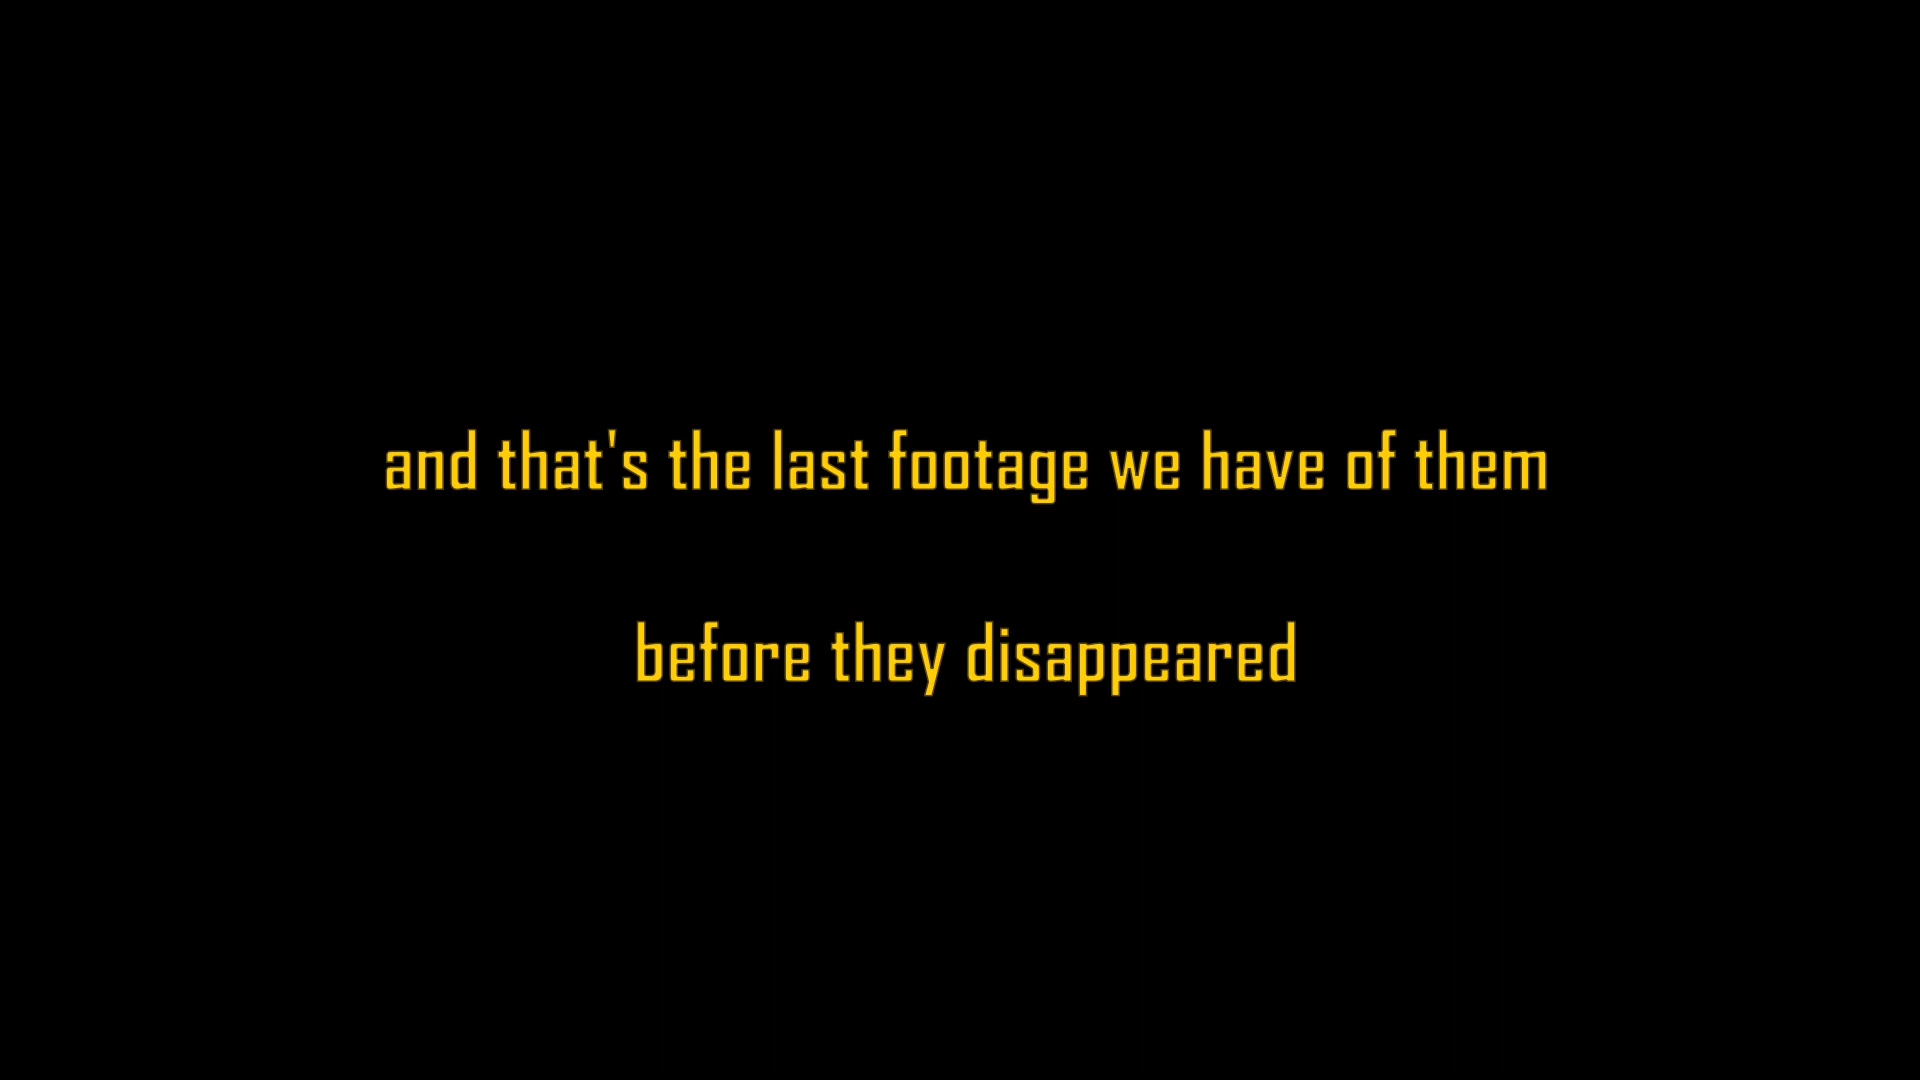 and that's the last footage we have of them
before they disappeared